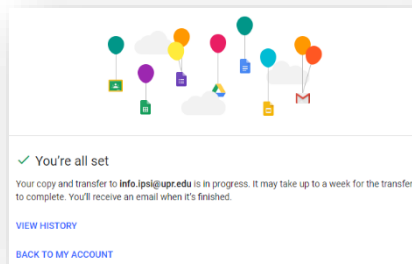 You're all set
Your copy and transfer to info.ipsi@upr.edu is in progress. It may take up to a week for the transfer
to complete. You'll receive an email when it's finished.
VIEW HISTORY
BACK TO MY ACCOUNT